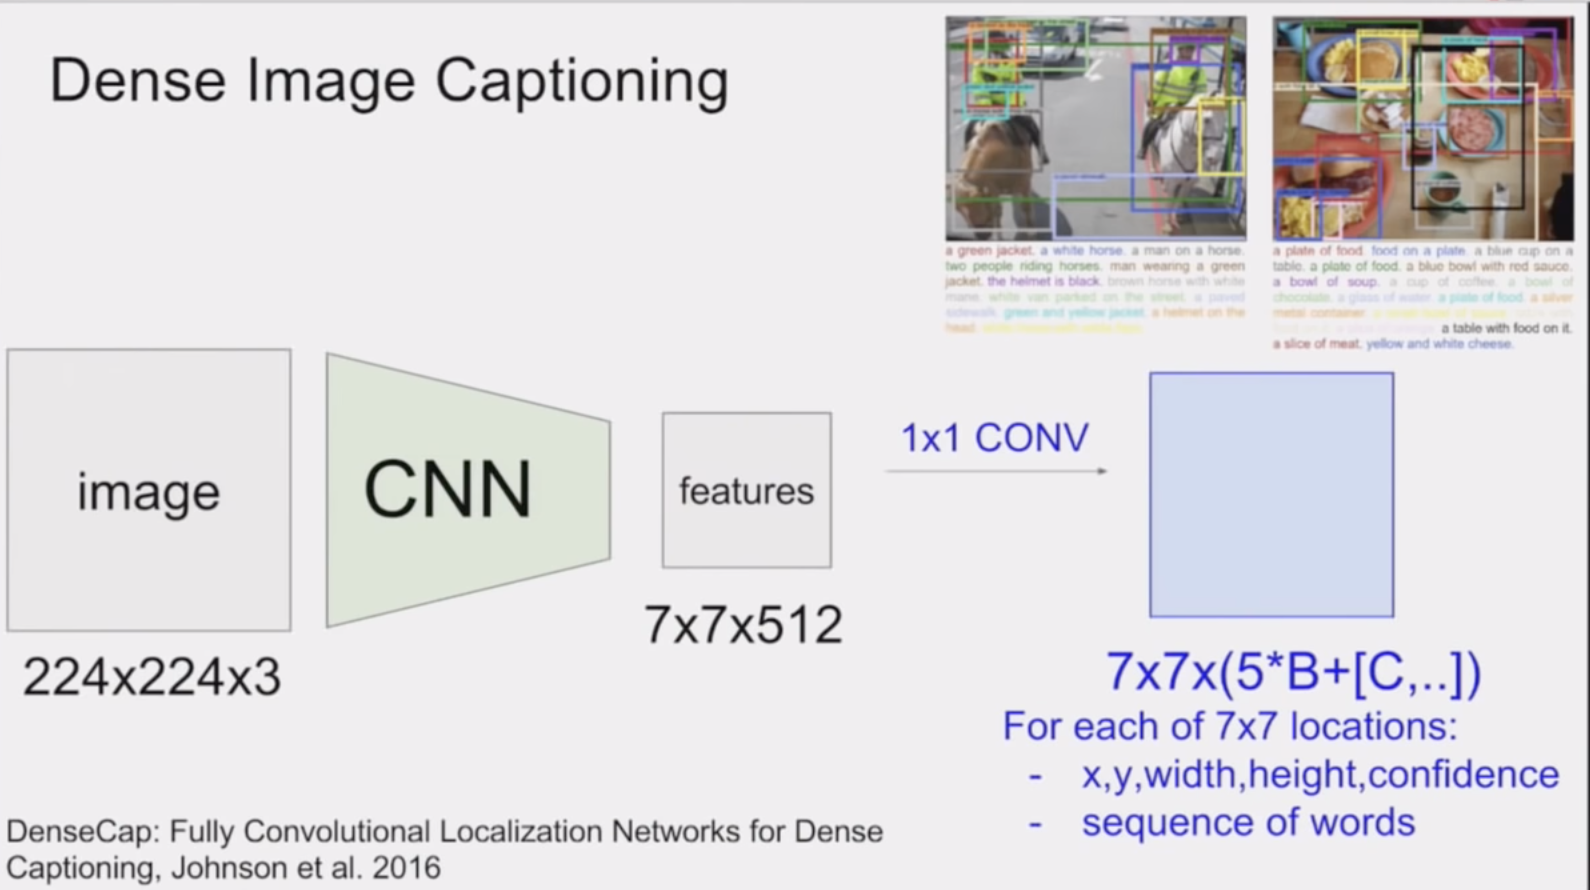 Dense Image Captioning
a green jacket. a white horse. a man on a horse.
two people riding horses. man wearing a green
jacket. the helmet is black. brown horse with white
mane. white van parked on the street. a paved
sidewalk. green and yellow jacket. a helmet on the
head.
a plate of food. food on a plate. a blue cup on a
table. a plate of food. a blue bowl with red sauce.
a bowl of soup. a cup of coffee. a bowl of
chocolate. a glass of water. a plate of food. a silver
metal container.
a table with food on it.
a slice of meat. yellow and white cheese.
image
CNN
features
1x1 CONV
224x224x3
7x7x512
7x7x(5*B+[C,..])
For each of 7x7 locations:
- x,y,width,height,confidence
- sequence of words
DenseCap: Fully Convolutional Localization Networks for Dense
Captioning, Johnson et al. 2016